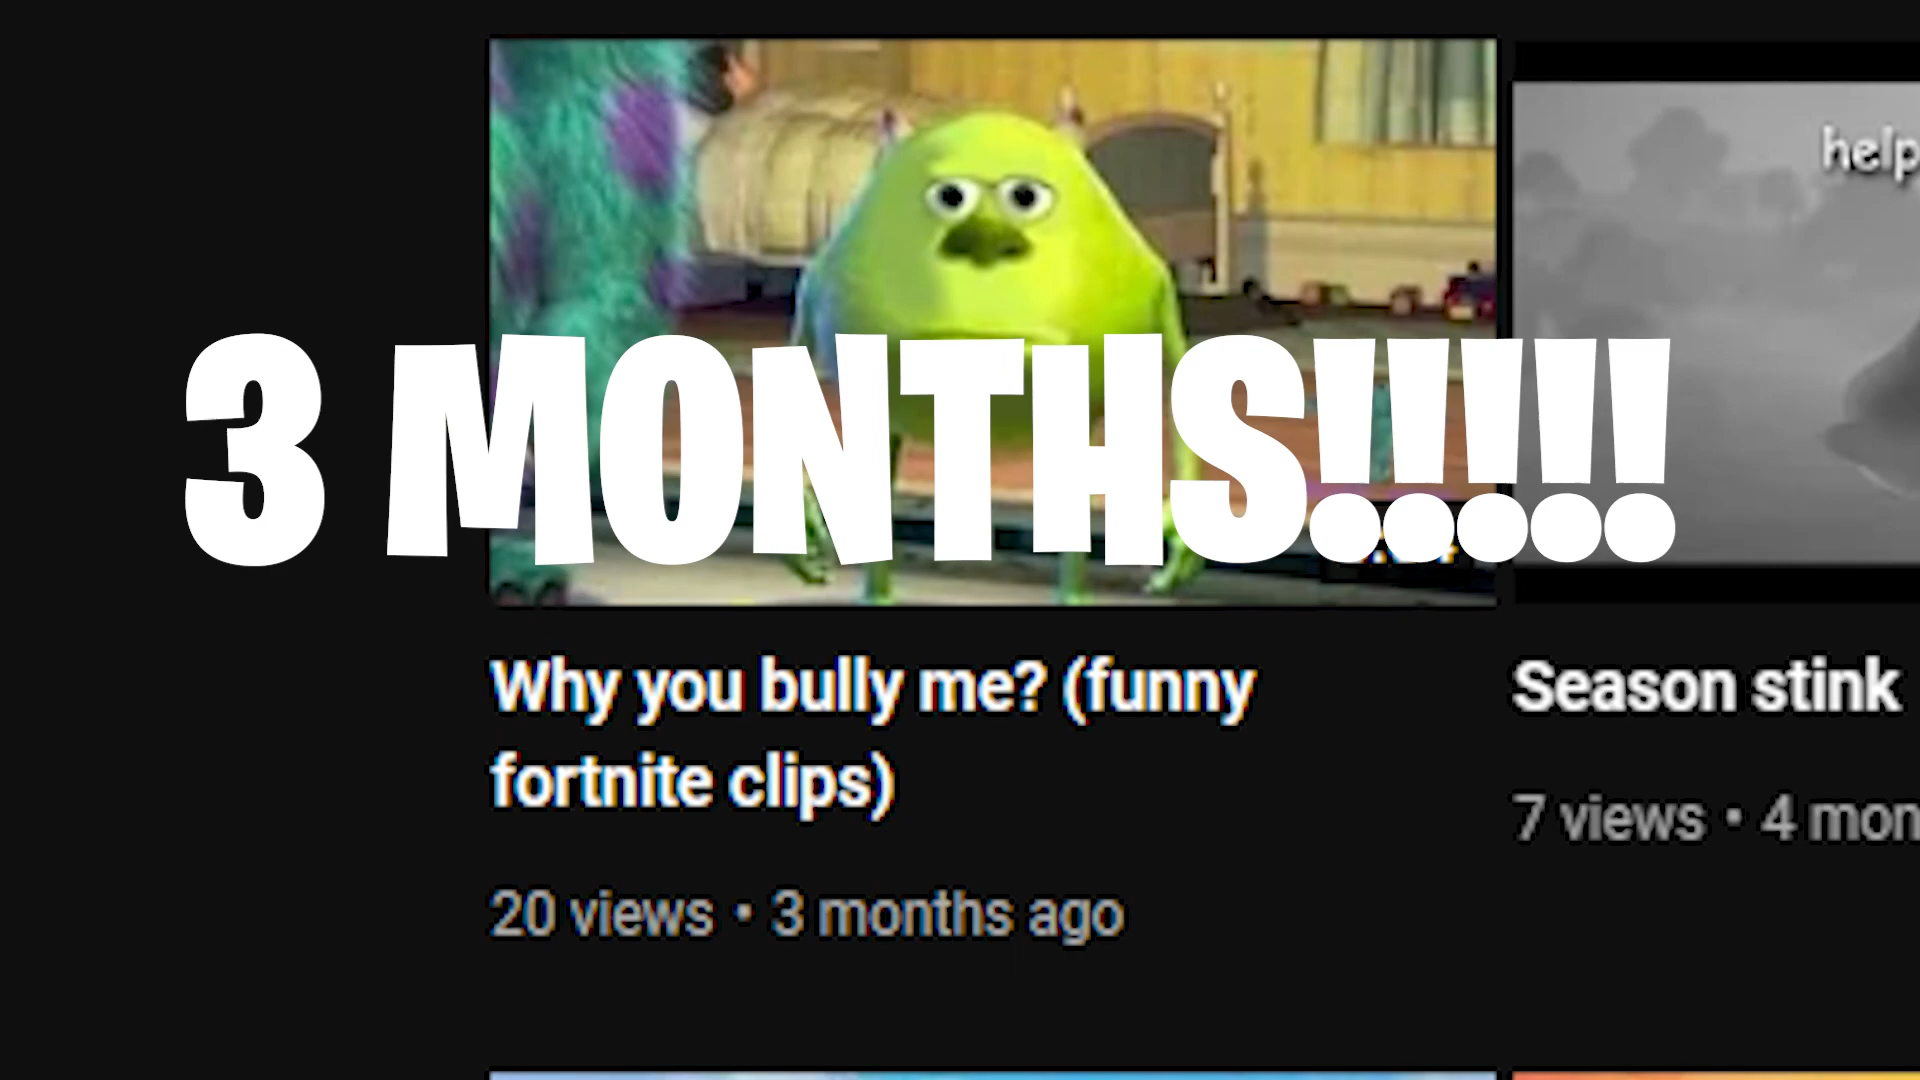 help
3 MONTHS!!!!!
Why you bully me? (funny
fortnite clips)
20 views • 3 months ago
Season stink
7 views • 4 mon